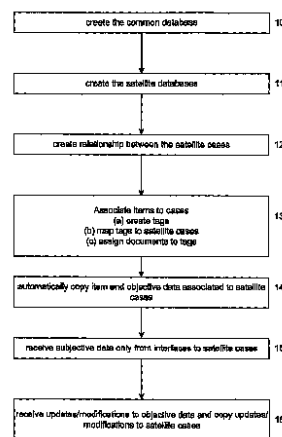 create the common database
10
create the satellite databases
11
create relationship between the satellite cases
12
Associate items to cases
(a) create tags
(b) map tags to satellite cases
(c) assign documents to tags
13
automatically copy item and objective data associated to satellite
cases
14
receive subjective data only from interfaces to satellite cases
15
receive updates/modifications to objective data and copy updates/
modifications to satellite cases
16